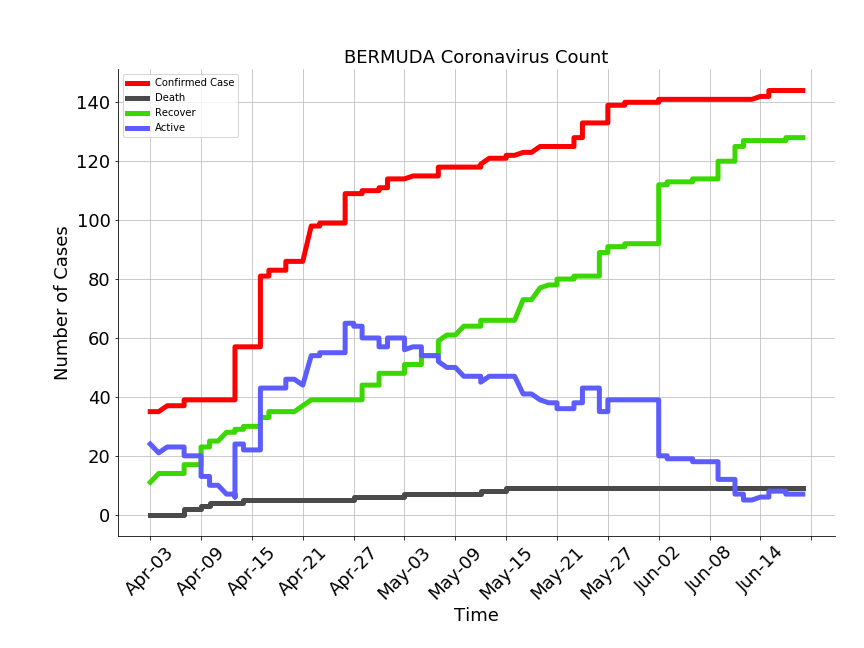 BERMUDA Coronavirus Count
Confirmed Case
Death
Recover
Active
Number of Cases
140
120
100
80
60
40
20
0
Apr-03
Apr-09
Apr-15
Apr-21
Apr-27
May-03
May-09
May-15
May-21
May-27
Jun-02
Jun-08
Jun-14
Time